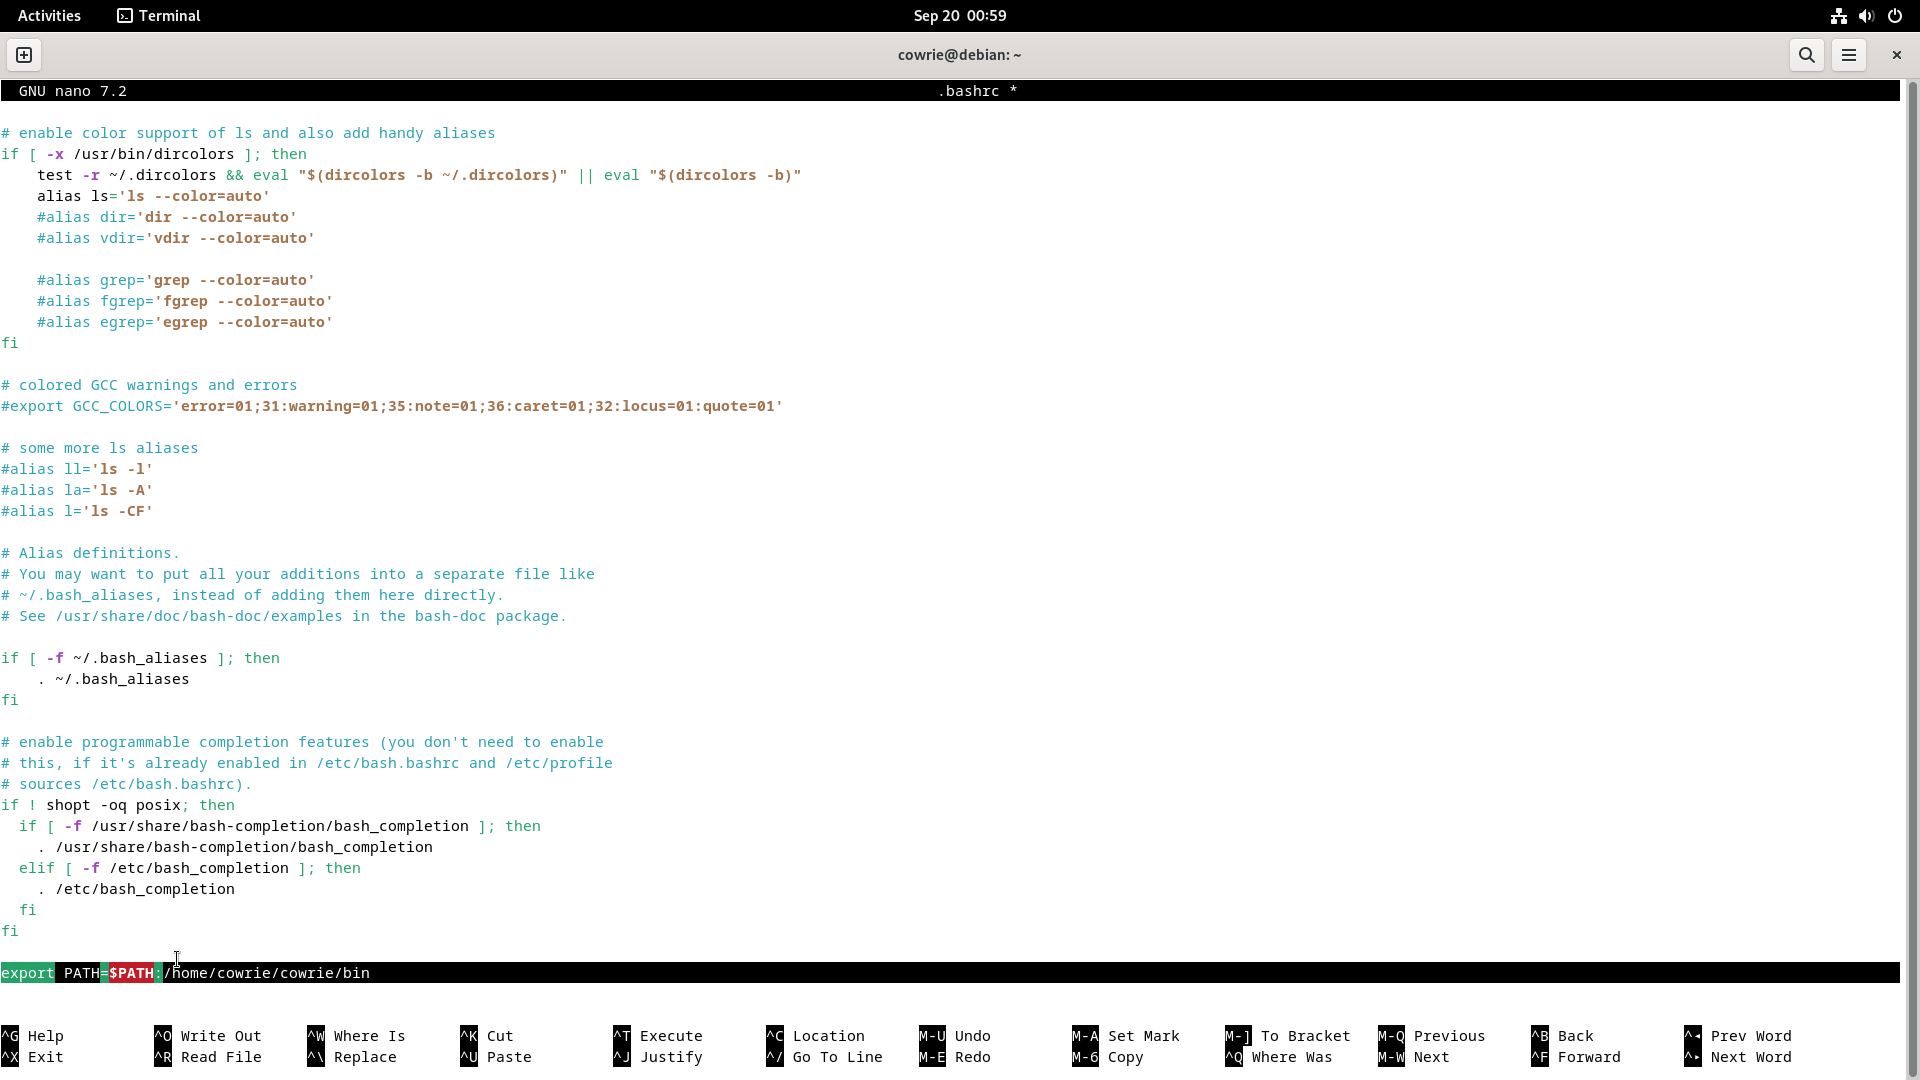 Activities Terminal Sep 20 00:59
cowrie@debian: ~
GNU nano 7.2 .bashrc *
# enable color support of ls and also add handy aliases
if [ -x /usr/bin/dircolors ]; then
    test -r ~/.dircolors && eval "$(dircolors -b ~/.dircolors)" || eval "$(dircolors -b)"
    alias ls='ls --color=auto'
    #alias dir='dir --color=auto'
    #alias vdir='vdir --color=auto'
    #alias grep='grep --color=auto'
    #alias fgrep='fgrep --color=auto'
    #alias egrep='egrep --color=auto'
fi
# colored GCC warnings and errors
#export GCC_COLORS='error=01;31:warning=01;35:note=01;36:caret=01;32:locus=01:quote=01'
# some more ls aliases
#alias ll='ls -l'
#alias la='ls -A'
#alias l='ls -CF'
# Alias definitions.
# You may want to put all your additions into a separate file like
# ~/.bash_aliases, instead of adding them here directly.
# See /usr/share/doc/bash-doc/examples in the bash-doc package.
if [ -f ~/.bash_aliases ]; then
    . ~/.bash_aliases
fi
# enable programmable completion features (you don't need to enable
# this, if it's already enabled in /etc/bash.bashrc and /etc/profile
# sources /etc/bash.bashrc).
if ! shopt -oq posix; then
  if [ -f /usr/share/bash-completion/bash_completion ]; then
    . /usr/share/bash-completion/bash_completion
  elif [ -f /etc/bash_completion ]; then
    . /etc/bash_completion
  fi
fi
export PATH=$PATH:/home/cowrie/cowrie/bin
^G Help ^O Write Out ^W Where Is ^K Cut ^T Execute ^C Location M-U Undo M-A Set Mark M-] To Bracket M-Q Previous ^B Back ^◂ Prev Word
^X Exit ^R Read File ^\ Replace ^U Paste ^J Justify ^/ Go To Line M-E Redo M-6 Copy ^Q Where Was M-W Next ^F Forward ^▸ Next Word